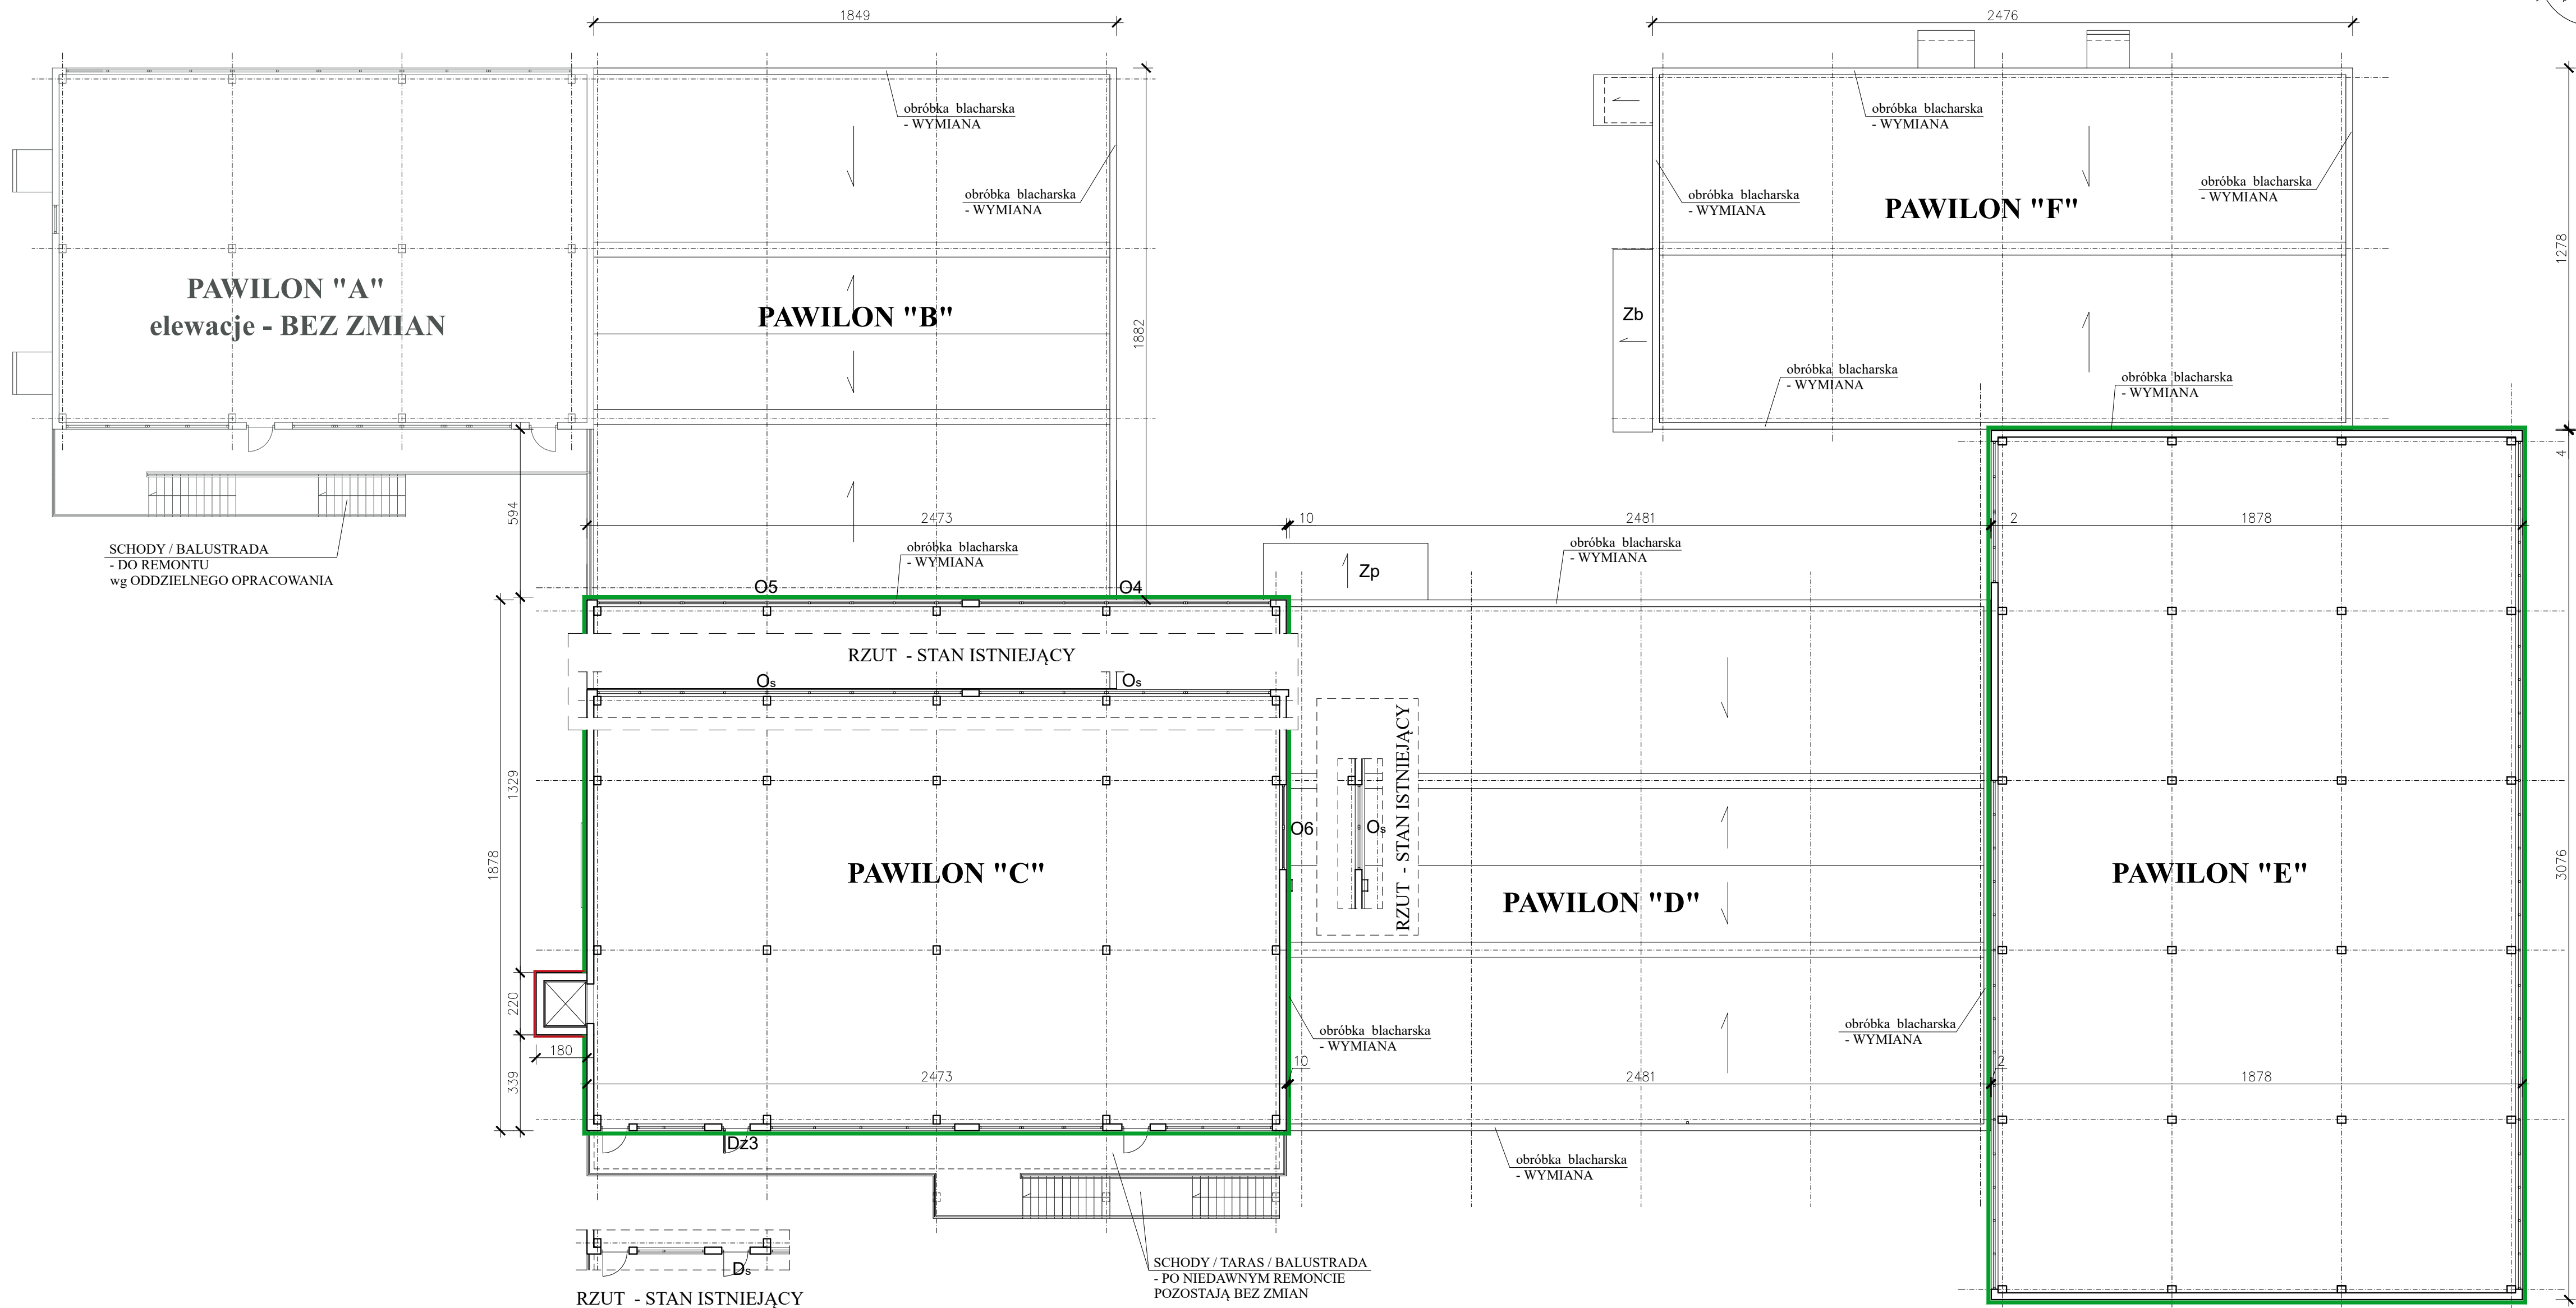 1849
2476
obróbka blacharska
- WYMIANA
obróbka blacharska
- WYMIANA
obróbka blacharska
- WYMIANA
obróbka blacharska
- WYMIANA
obróbka blacharska
- WYMIANA
PAWILON "F"
1278
PAWILON "A"
elewacje - BEZ ZMIAN
PAWILON "B"
1882
Zb
obróbka blacharska
- WYMIANA
obróbka blacharska
- WYMIANA
4
594
2473
10
2481
2
1878
SCHODY / BALUSTRADA
- DO REMONTU
wg ODDZIELNEGO OPRACOWANIA
obróbka blacharska
- WYMIANA
obróbka blacharska
- WYMIANA
Zp
O5
O4
RZUT - STAN ISTNIEJĄCY
Os
Os
1329
1878
O6
Os
RZUT - STAN ISTNIEJĄCY
PAWILON "C"
PAWILON "D"
PAWILON "E"
3076
220
180
339
obróbka blacharska
- WYMIANA
obróbka blacharska
- WYMIANA
2473
10
2481
2
1878
Dz3
obróbka blacharska
- WYMIANA
Ds
RZUT - STAN ISTNIEJĄCY
SCHODY / TARAS / BALUSTRADA
- PO NIEDAWNYM REMONCIE
POZOSTAJĄ BEZ ZMIAN